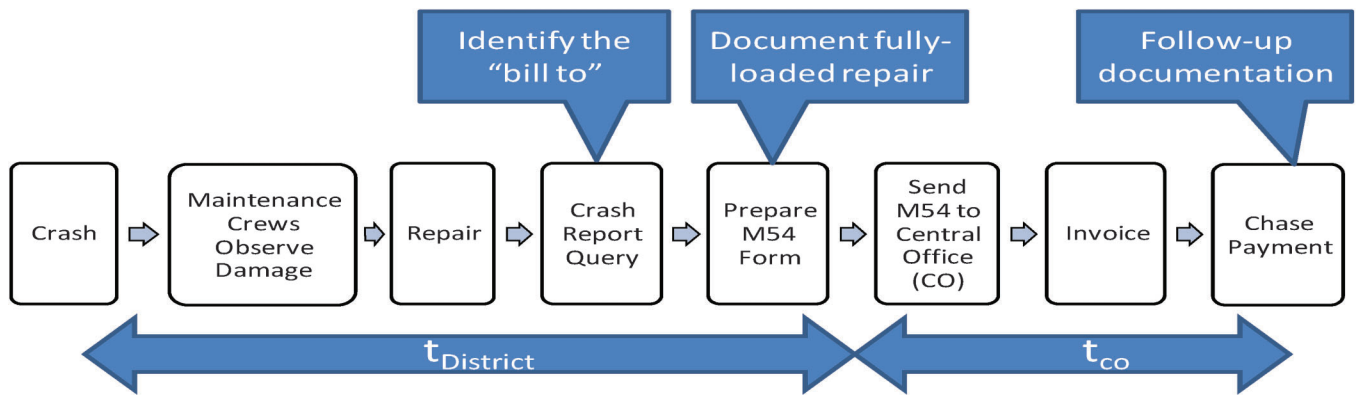 Identify the
“bill to”
Document fully-
loaded repair
Follow-up
documentation
Crash
Maintenance
Crews
Observe
Damage
Repair
Crash
Report
Query
Prepare
M54
Form
Send
M54 to
Central
Office
(CO)
Invoice
Chase
Payment
tDistrict
tco